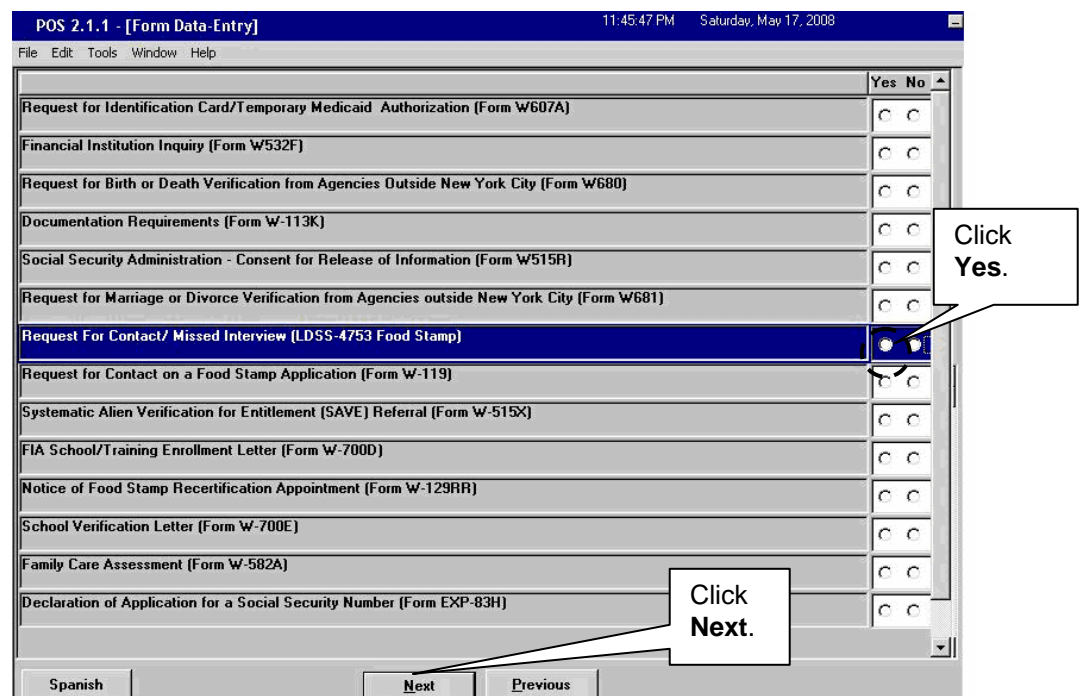 POS 2.1.1 - [Form Data-Entry] 11:45:47 PM Saturday, May 17, 2008
File Edit Tools Window Help
Yes No
Request for Identification Card/Temporary Medicaid Authorization (Form W607A)
Financial Institution Inquiry (Form W532F)
Request for Birth or Death Verification from Agencies Outside New York City (Form W680)
Documentation Requirements (Form W-113K)
Social Security Administration - Consent for Release of Information (Form W515R)
Request for Marriage or Divorce Verification from Agencies outside New York City (Form W681)
Click
Yes.
Request For Contact/ Missed Interview (LDSS-4753 Food Stamp)
Request for Contact on a Food Stamp Application (Form W-119)
Systematic Alien Verification for Entitlement (SAVE) Referral (Form W-515X)
FIA School/Training Enrollment Letter (Form W-700D)
Notice of Food Stamp Recertification Appointment (Form W-129RR)
School Verification Letter (Form W-700E)
Family Care Assessment (Form W-582A)
Declaration of Application for a Social Security Number (Form EXP-83H)
Click
Next.
Spanish Next Previous